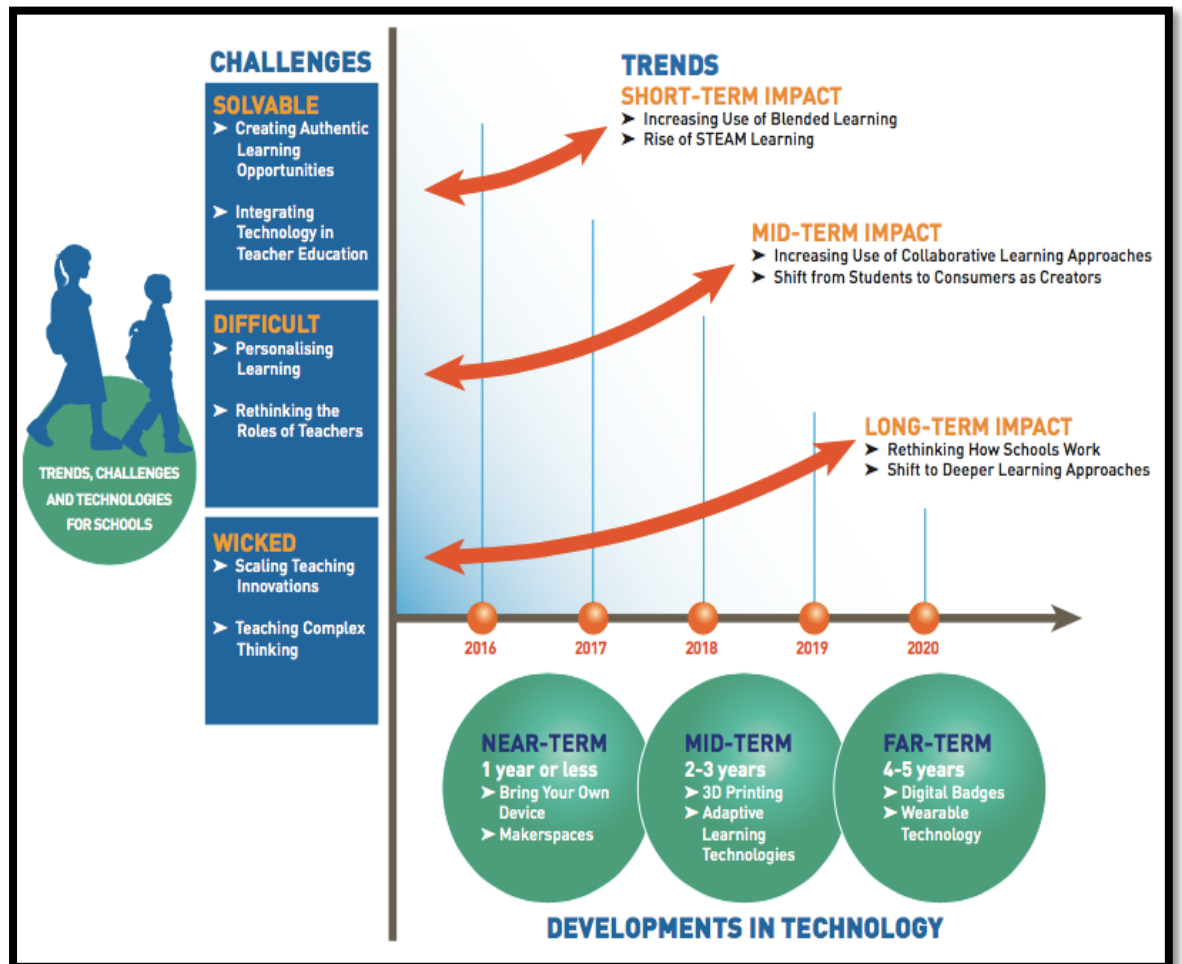 CHALLENGES
SOLVABLE
➤ Creating Authentic
Learning
Opportunities
➤ Integrating
Technology in
Teacher Education
DIFFICULT
➤ Personalising
Learning
➤ Rethinking the
Roles of Teachers
WICKED
➤ Scaling Teaching
Innovations
➤ Teaching Complex
Thinking
TRENDS, CHALLENGES
AND TECHNOLOGIES
FOR SCHOOLS
TRENDS
SHORT-TERM IMPACT
➤ Increasing Use of Blended Learning
➤ Rise of STEAM Learning
MID-TERM IMPACT
➤ Increasing Use of Collaborative Learning Approaches
➤ Shift from Students to Consumers as Creators
LONG-TERM IMPACT
➤ Rethinking How Schools Work
➤ Shift to Deeper Learning Approaches
2016 2017 2018 2019 2020
NEAR-TERM
1 year or less
➤ Bring Your Own
Device
➤ Makerspaces
MID-TERM
2-3 years
➤ 3D Printing
➤ Adaptive
Learning
Technologies
FAR-TERM
4-5 years
➤ Digital Badges
➤ Wearable
Technology
DEVELOPMENTS IN TECHNOLOGY